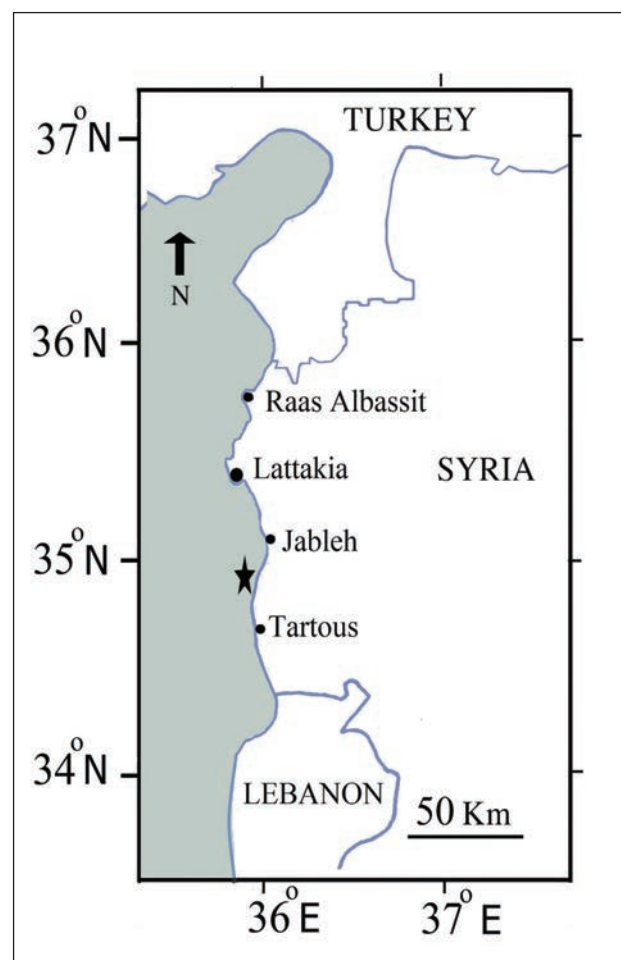 TURKEY
37°N
N
36°N
Raas Albassit
Lattakia
SYRIA
Jableh
35°N
Tartous
34°N
LEBANON
50 Km
36°E
37°E